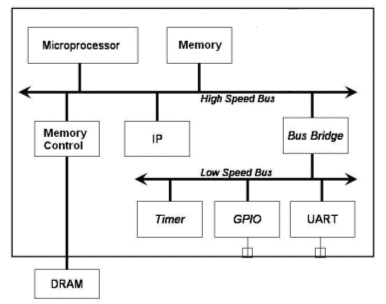 Microprocessor
Memory
High Speed Bus
Memory
Control
IP
Bus Bridge
Low Speed Bus
Timer
GPIO
UART
DRAM